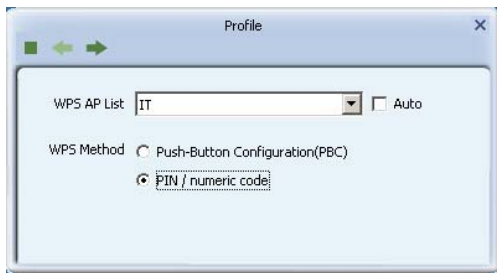 Profile
WPS AP List IT Auto
WPS Method Push-Button Configuration(PBC)
PIN / numeric code